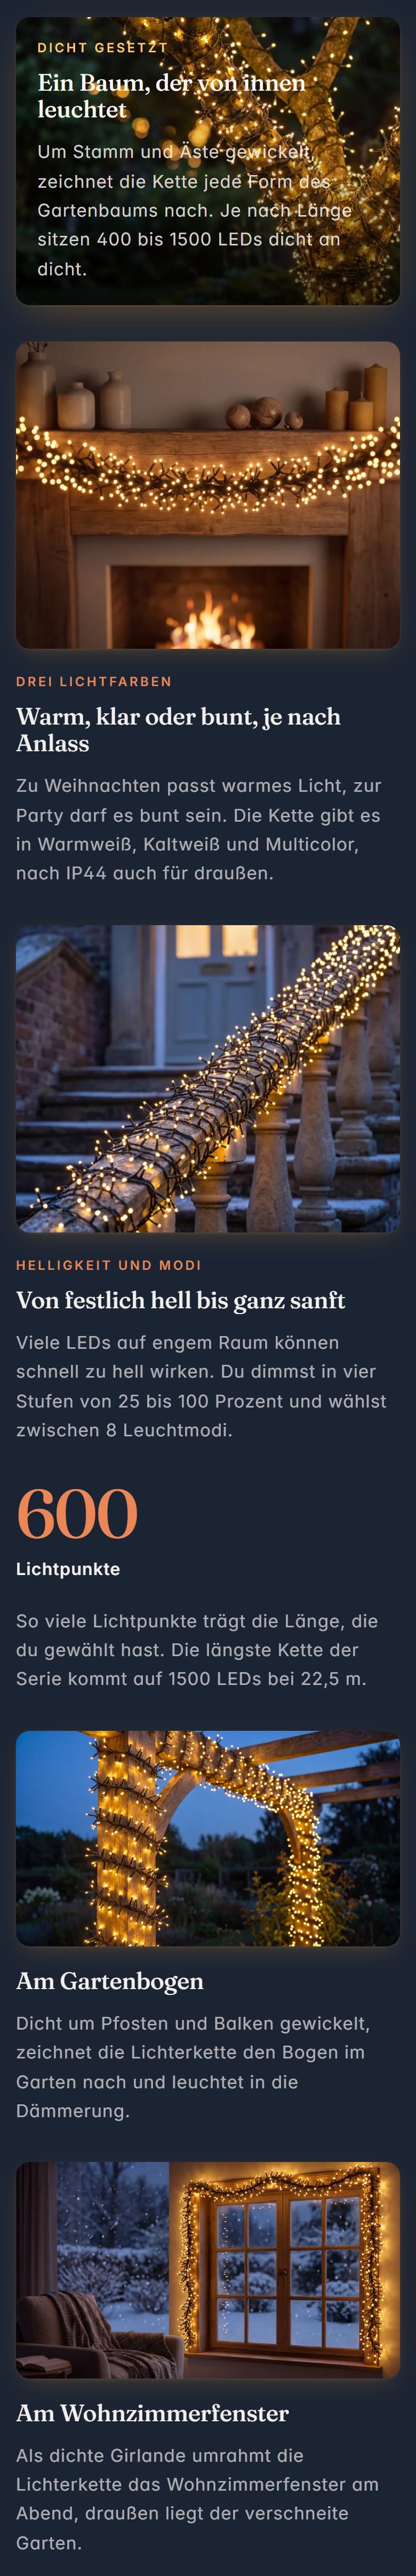 DICHT GESETZT
Ein Baum, der von ihnen
leuchtet
Um Stamm und Äste gewickelt,
zeichnet die Kette jede Form des
Gartenbaums nach. Je nach Länge
sitzen 400 bis 1500 LEDs dicht an
dicht.
DREI LICHTFARBEN
Warm, klar oder bunt, je nach
Anlass
Zu Weihnachten passt warmes Licht, zur
Party darf es bunt sein. Die Kette gibt es
in Warmweiß, Kaltweiß und Multicolor,
nach IP44 auch für draußen.
HELLIGKEIT UND MODI
Von festlich hell bis ganz sanft
Viele LEDs auf engem Raum können
schnell zu hell wirken. Du dimmst in vier
Stufen von 25 bis 100 Prozent und wählst
zwischen 8 Leuchtmodi.
600
Lichtpunkte
So viele Lichtpunkte trägt die Länge, die
du gewählt hast. Die längste Kette der
Serie kommt auf 1500 LEDs bei 22,5 m.
Am Gartenbogen
Dicht um Pfosten und Balken gewickelt,
zeichnet die Lichterkette den Bogen im
Garten nach und leuchtet in die
Dämmerung.
Am Wohnzimmerfenster
Als dichte Girlande umrahmt die
Lichterkette das Wohnzimmerfenster am
Abend, draußen liegt der verschneite
Garten.